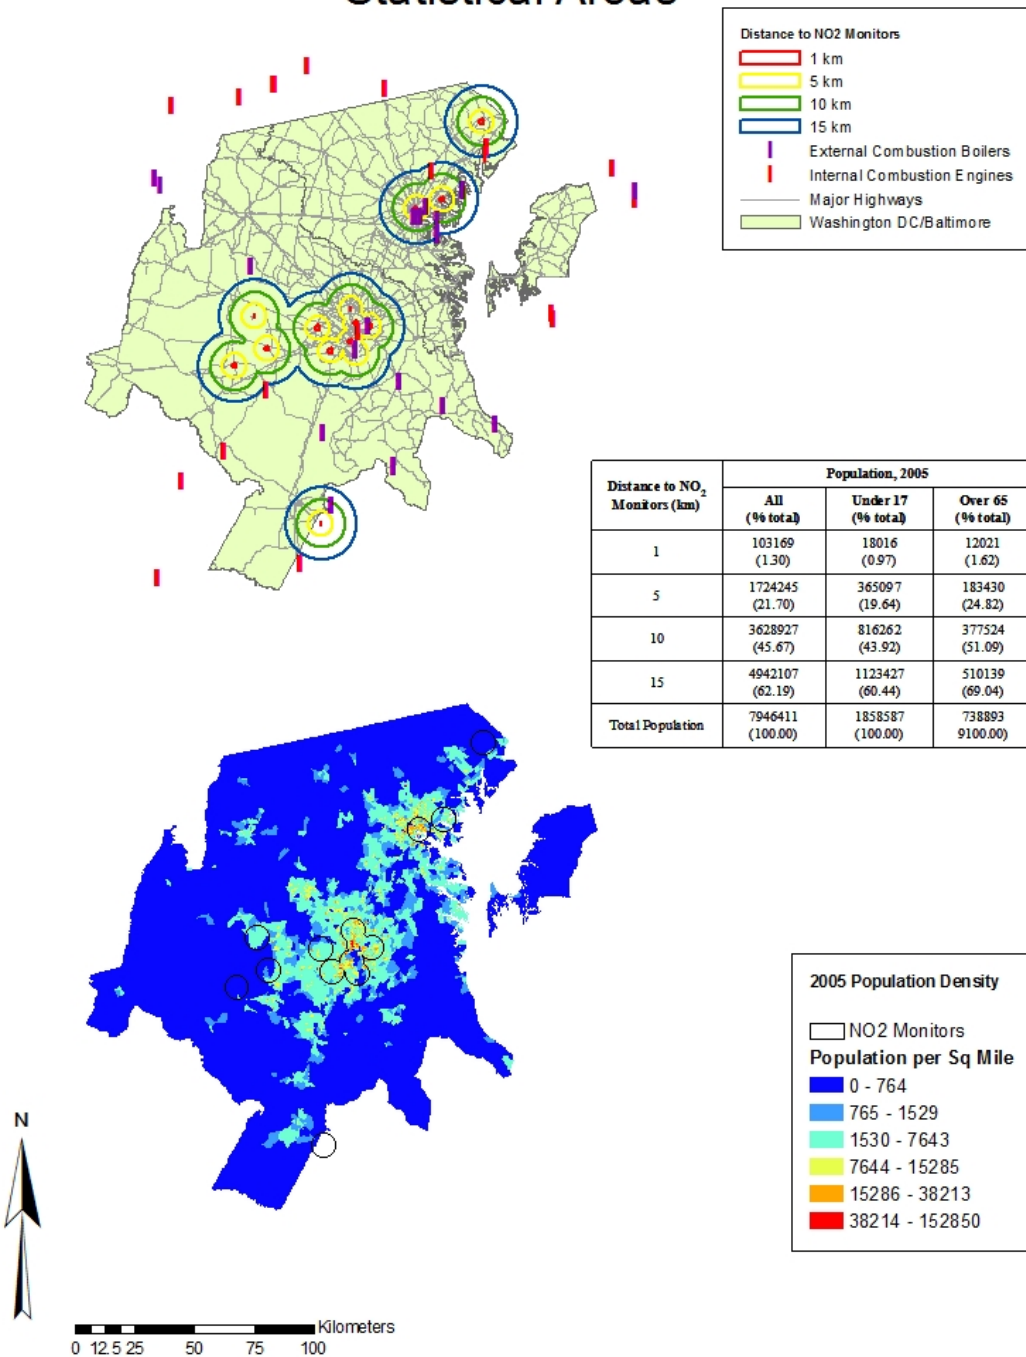 Statistical Areas
Distance to NO2 Monitors
1 km
5 km
10 km
15 km
External Combustion Boilers
Internal Combustion Engines
Major Highways
Washington DC/Baltimore
Distance to NO2 Monitors (km) Population, 2005
All (% total) Under 17 (% total) Over 65 (% total)
1 103169 (1.30) 18016 (0.97) 12021 (1.62)
5 1724245 (21.70) 365097 (19.64) 183430 (24.82)
10 3628927 (45.67) 816262 (43.92) 377524 (51.09)
15 4942107 (62.19) 1123427 (60.44) 510139 (69.04)
Total Population 7946411 (100.00) 1858587 (100.00) 738893 9100.00)
2005 Population Density
NO2 Monitors
Population per Sq Mile
0 - 764
765 - 1529
1530 - 7643
7644 - 15285
15286 - 38213
38214 - 152850
N
Kilometers
0 12.5 25 50 75 100